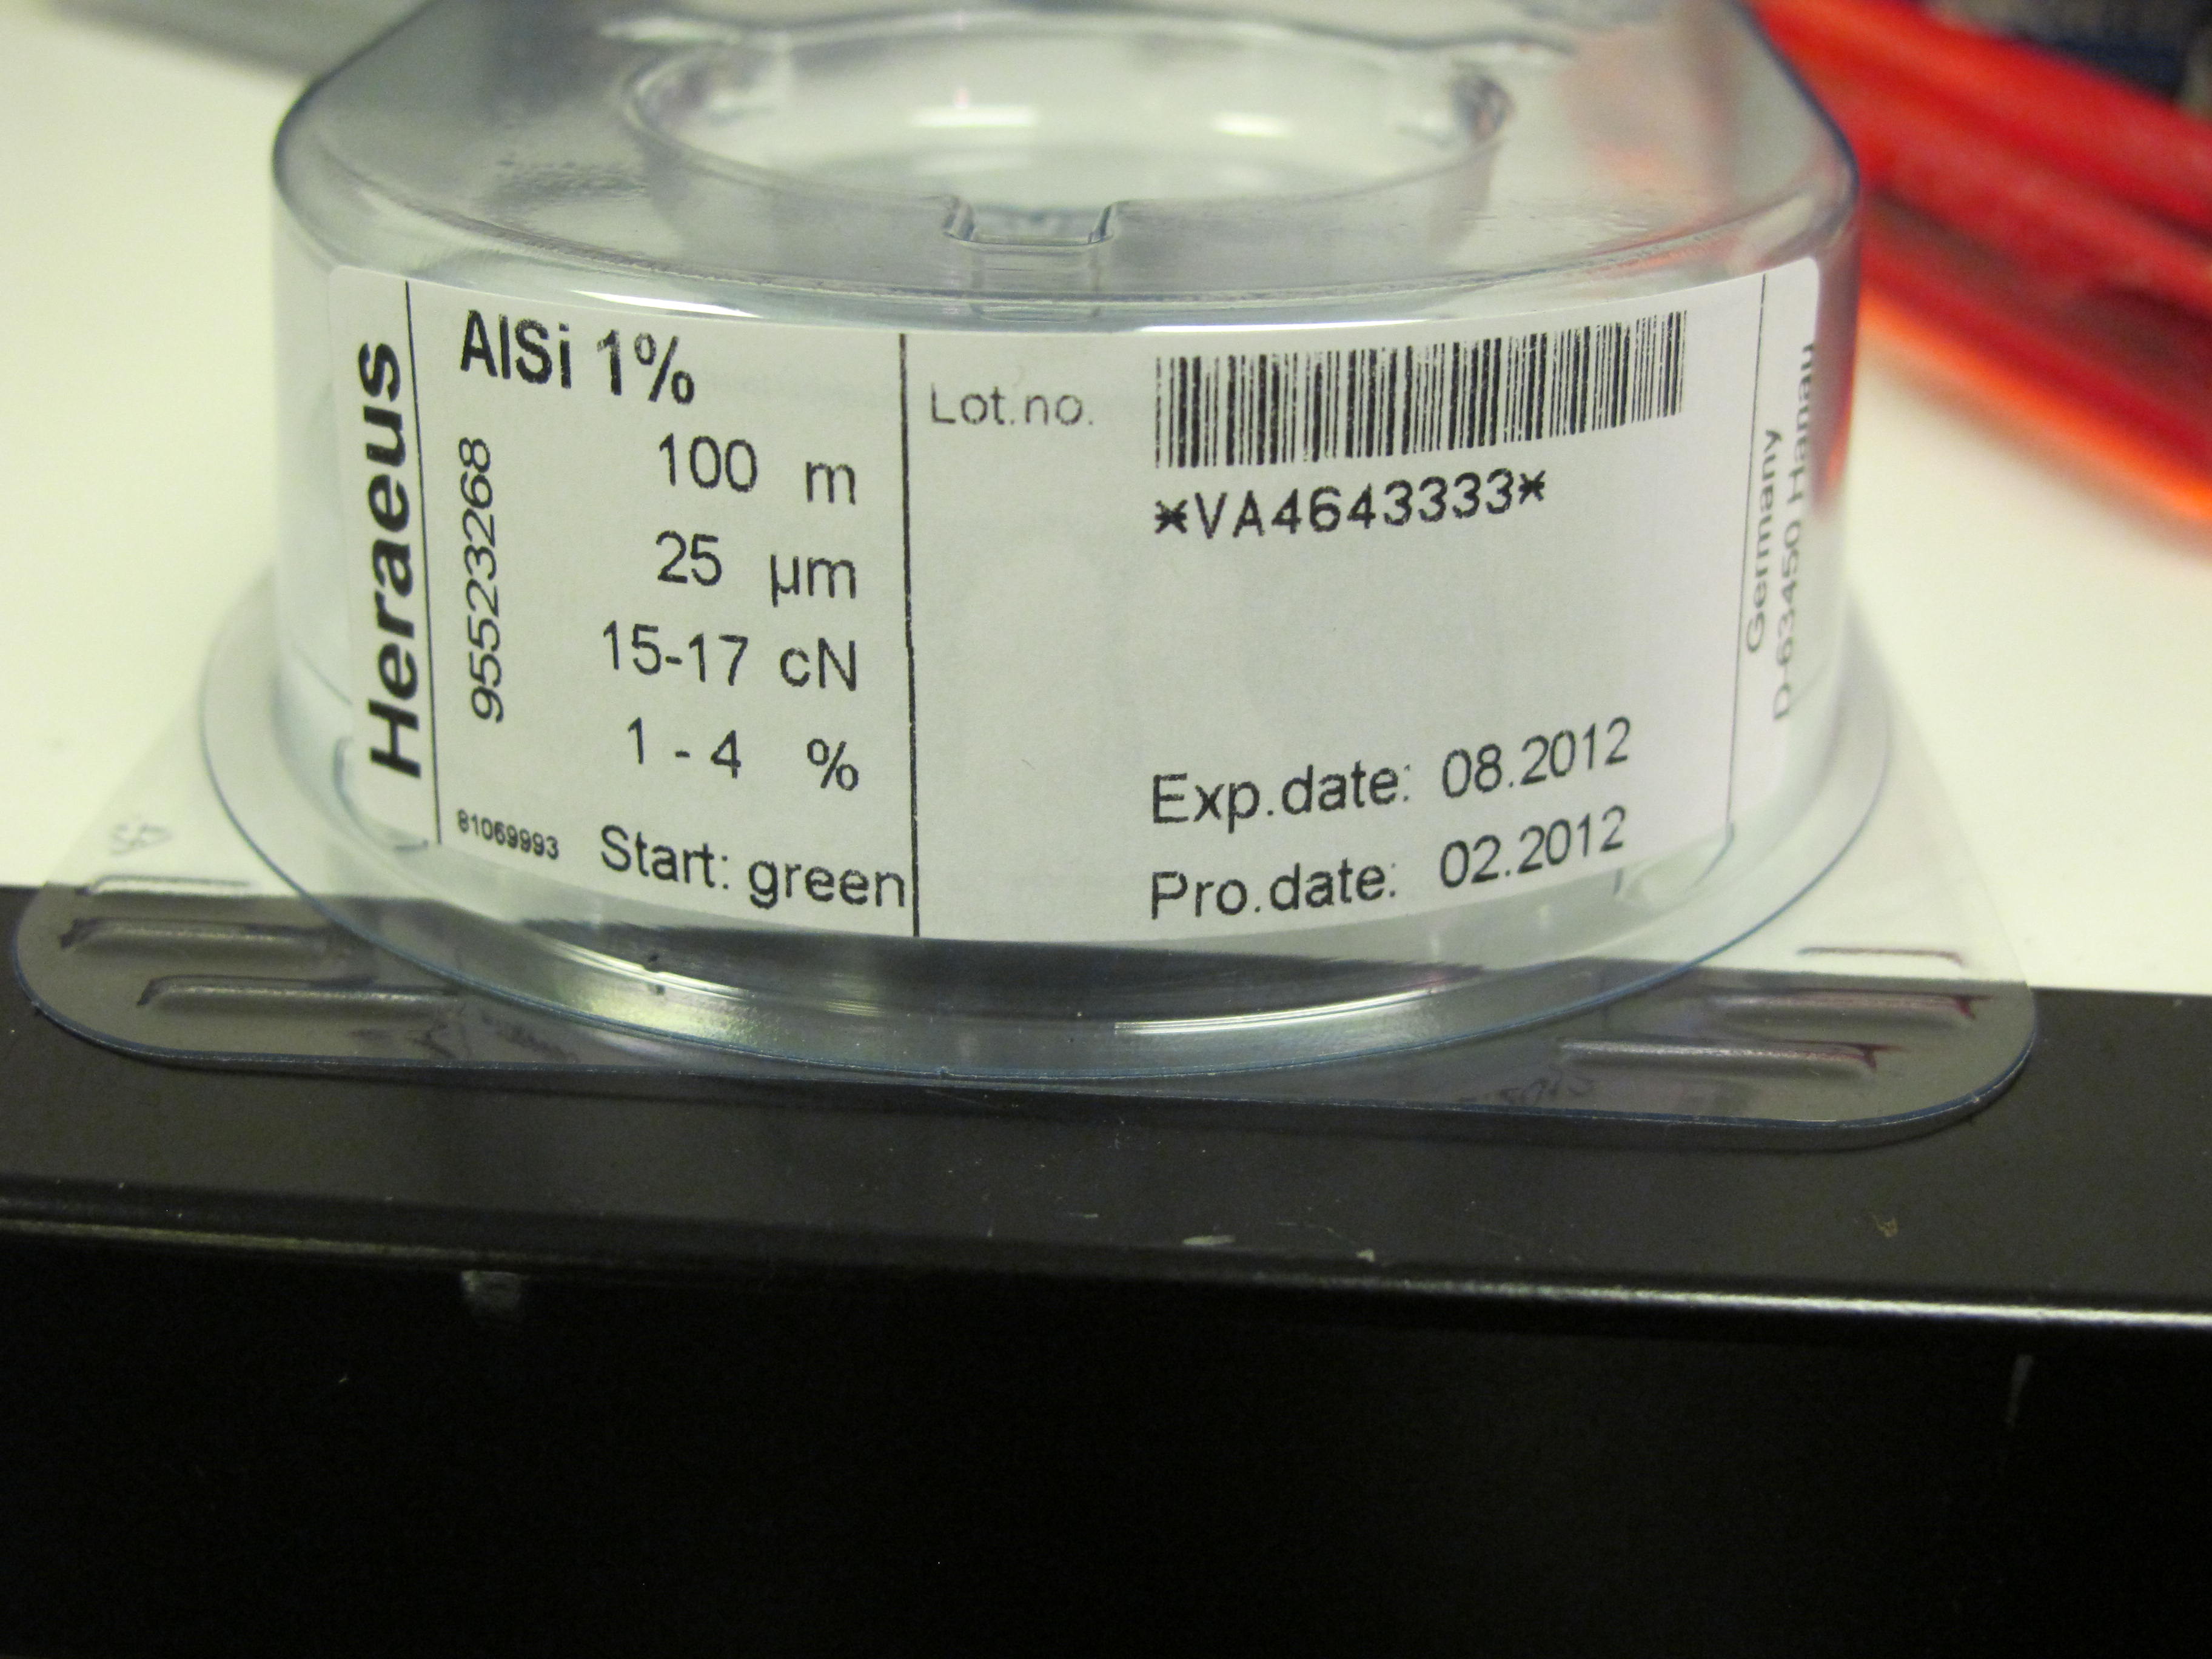 Heraeus
AlSi 1%
95523268
100 m
25 µm
15-17 cN
1 - 4 %
81069993
Start: green
Lot.no.
*VA4643333*
Exp.date: 08.2012
Pro.date: 02.2012
Germany
D-63450 Hanau